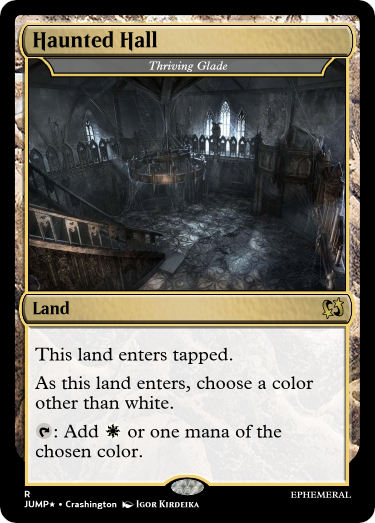 Haunted Hall
Thriving Glade
Land
This land enters tapped.
As this land enters, choose a color
other than white.
: Add or one mana of the
chosen color.
R
EPHEMERAL
JUMP★ • Crashington Igor Kirdeika